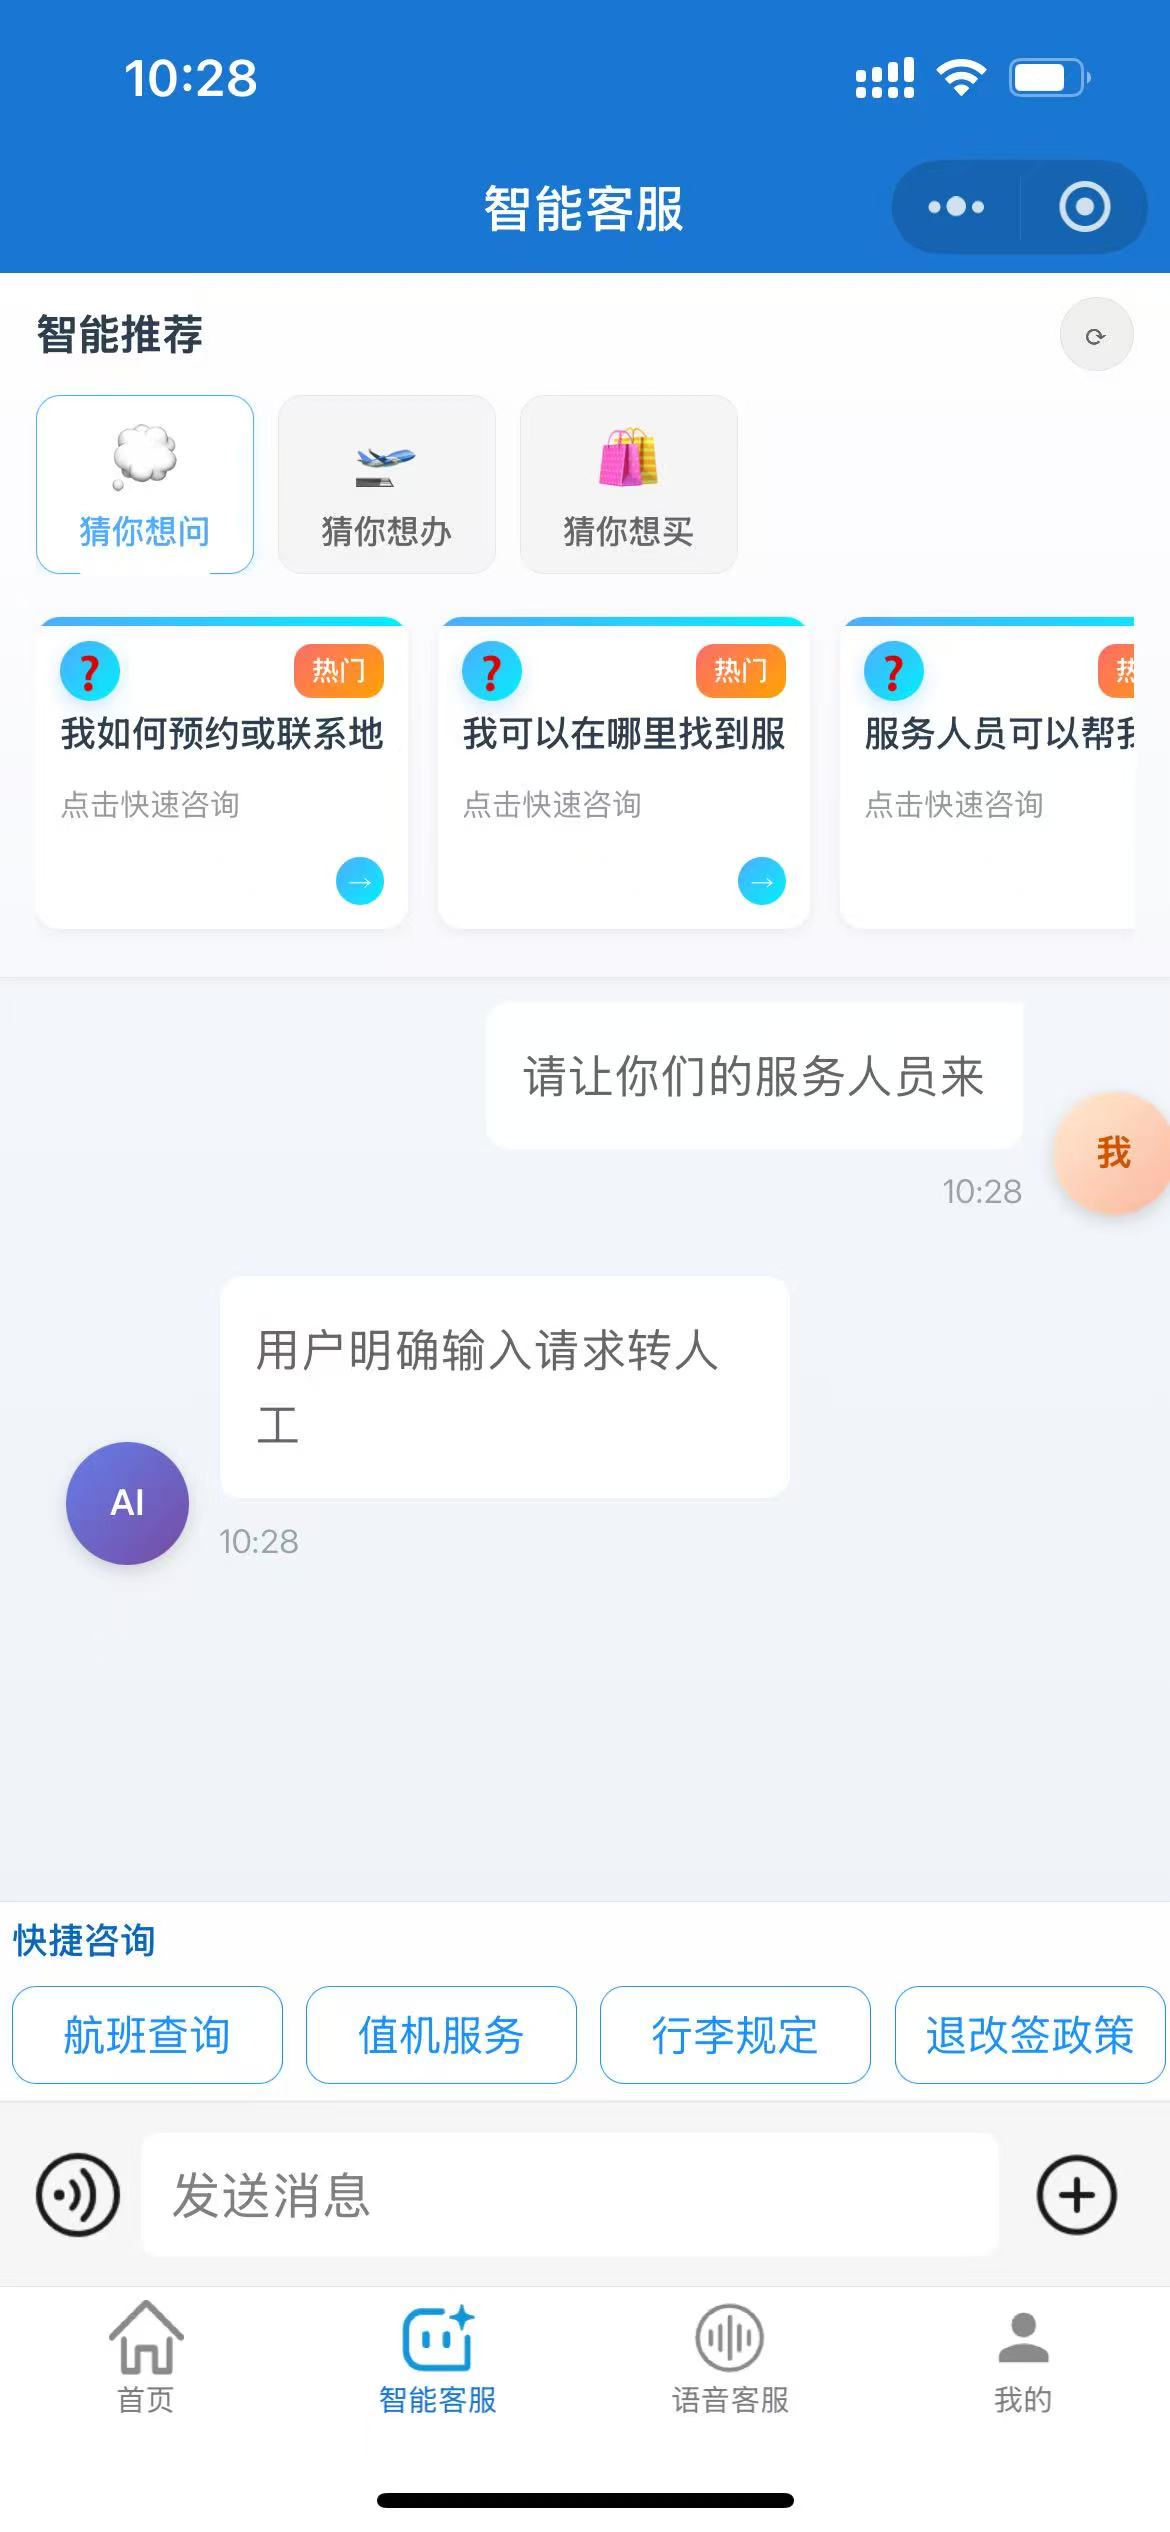 10:28
智能客服
智能推荐
猜你想问
猜你想办
猜你想买
热门
热门
热
我如何预约或联系地
我可以在哪里找到服
服务人员可以帮我
点击快速咨询
点击快速咨询
点击快速咨询
请让你们的服务人员来
我
10:28
用户明确输入请求转人
工
AI
10:28
快捷咨询
航班查询
值机服务
行李规定
退改签政策
发送消息
首页
智能客服
语音客服
我的